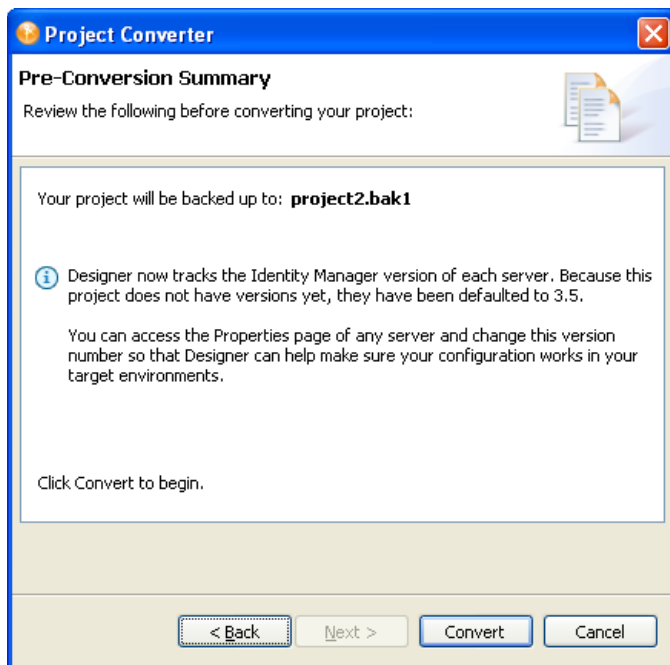 Project Converter
Pre-Conversion Summary
Review the following before converting your project:
Your project will be backed up to: project2.bak1
Designer now tracks the Identity Manager version of each server. Because this
project does not have versions yet, they have been defaulted to 3.5.
You can access the Properties page of any server and change this version
number so that Designer can help make sure your configuration works in your
target environments.
Click Convert to begin.
< Back Next > Convert Cancel